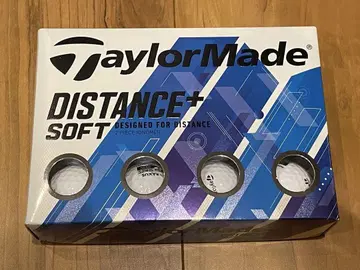 TaylorMade®
DISTANCE+
SOFT DESIGNED FOR DISTANCE